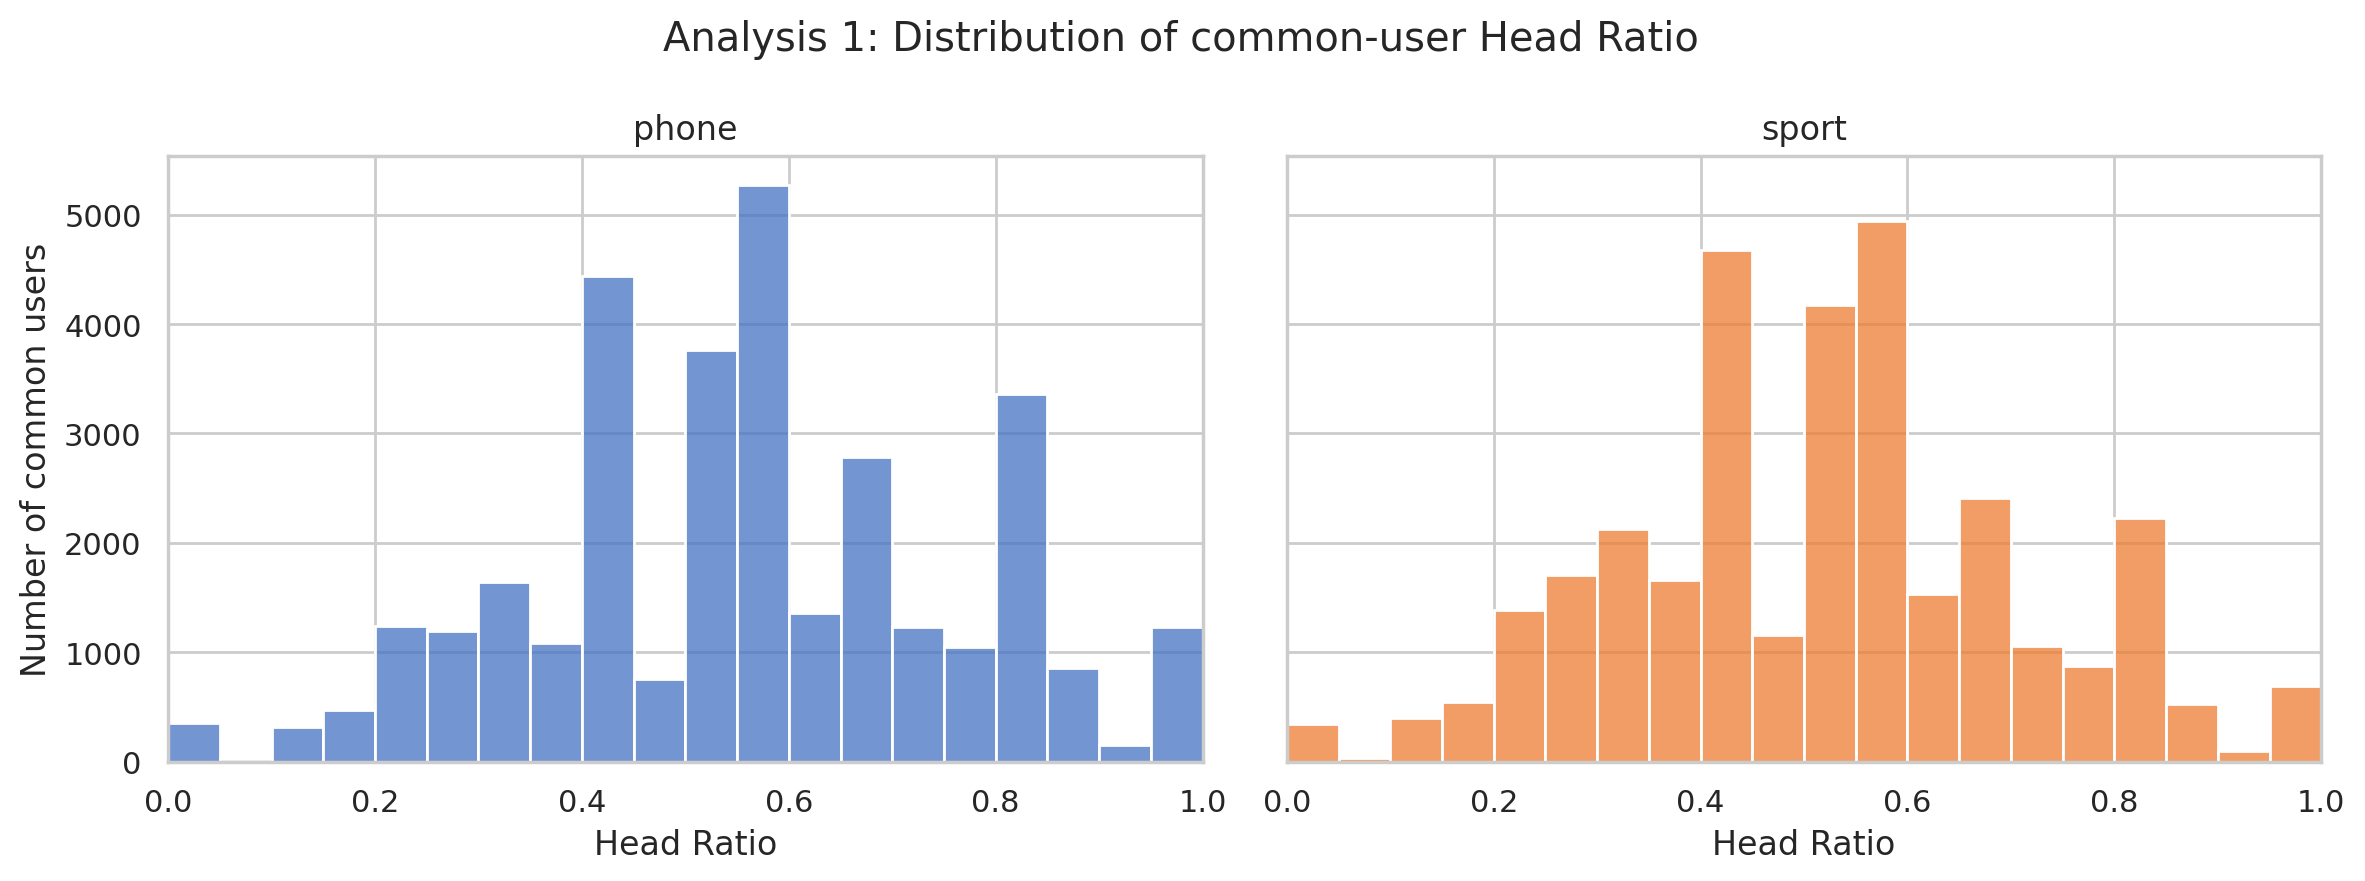 Analysis 1: Distribution of common-user Head Ratio
phone
sport
Number of common users
5000
4000
3000
2000
1000
0
0.0 0.2 0.4 0.6 0.8 1.0
0.0 0.2 0.4 0.6 0.8 1.0
Head Ratio
Head Ratio